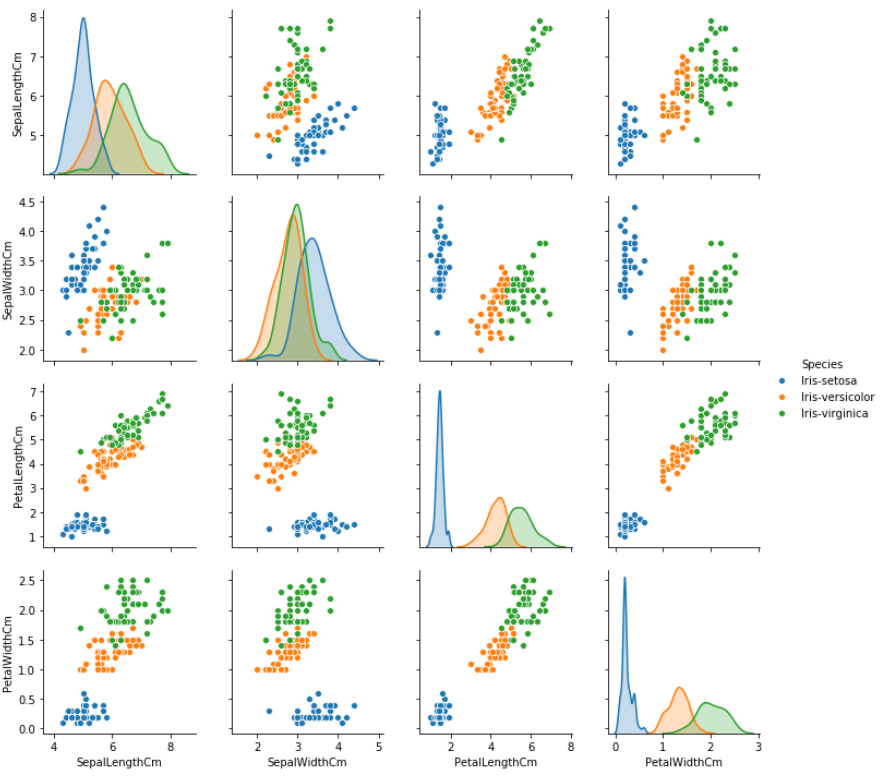 8
7
6
5
SepalLengthCm
4.5
4.0
3.5
3.0
2.5
2.0
SepalWidthCm
Species
Iris-setosa
Iris-versicolor
Iris-virginica
7
6
5
4
3
2
1
PetalLengthCm
2.5
2.0
1.5
1.0
0.5
0.0
PetalWidthCm
4 6 8
SepalLengthCm
2 3 4 5
SepalWidthCm
2 4 6 8
PetalLengthCm
0 1 2 3
PetalWidthCm